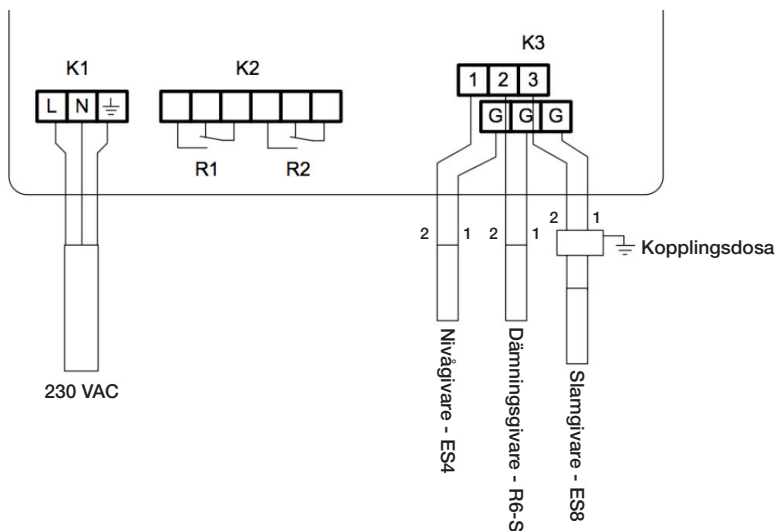 K1
K2
K3
L N
1 2 3
G G G
R1 R2
2 1 2 1 2 1
Kopplingsdosa
230 VAC
Nivågivare - ES4
Dämningsgivare - R6-S
Slamgivare - ES8